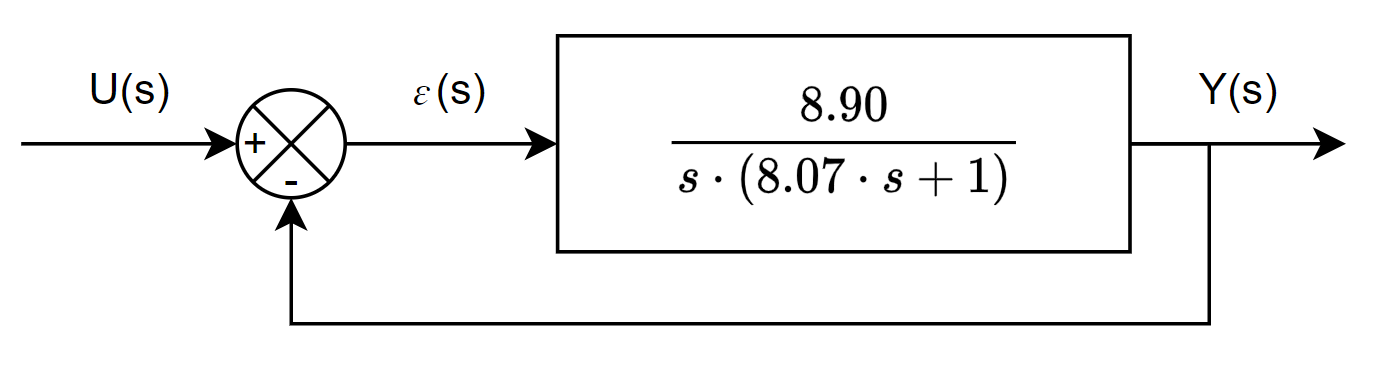 U(s)
+
-
ε(s)
8.90
s · (8.07 · s + 1)
Y(s)